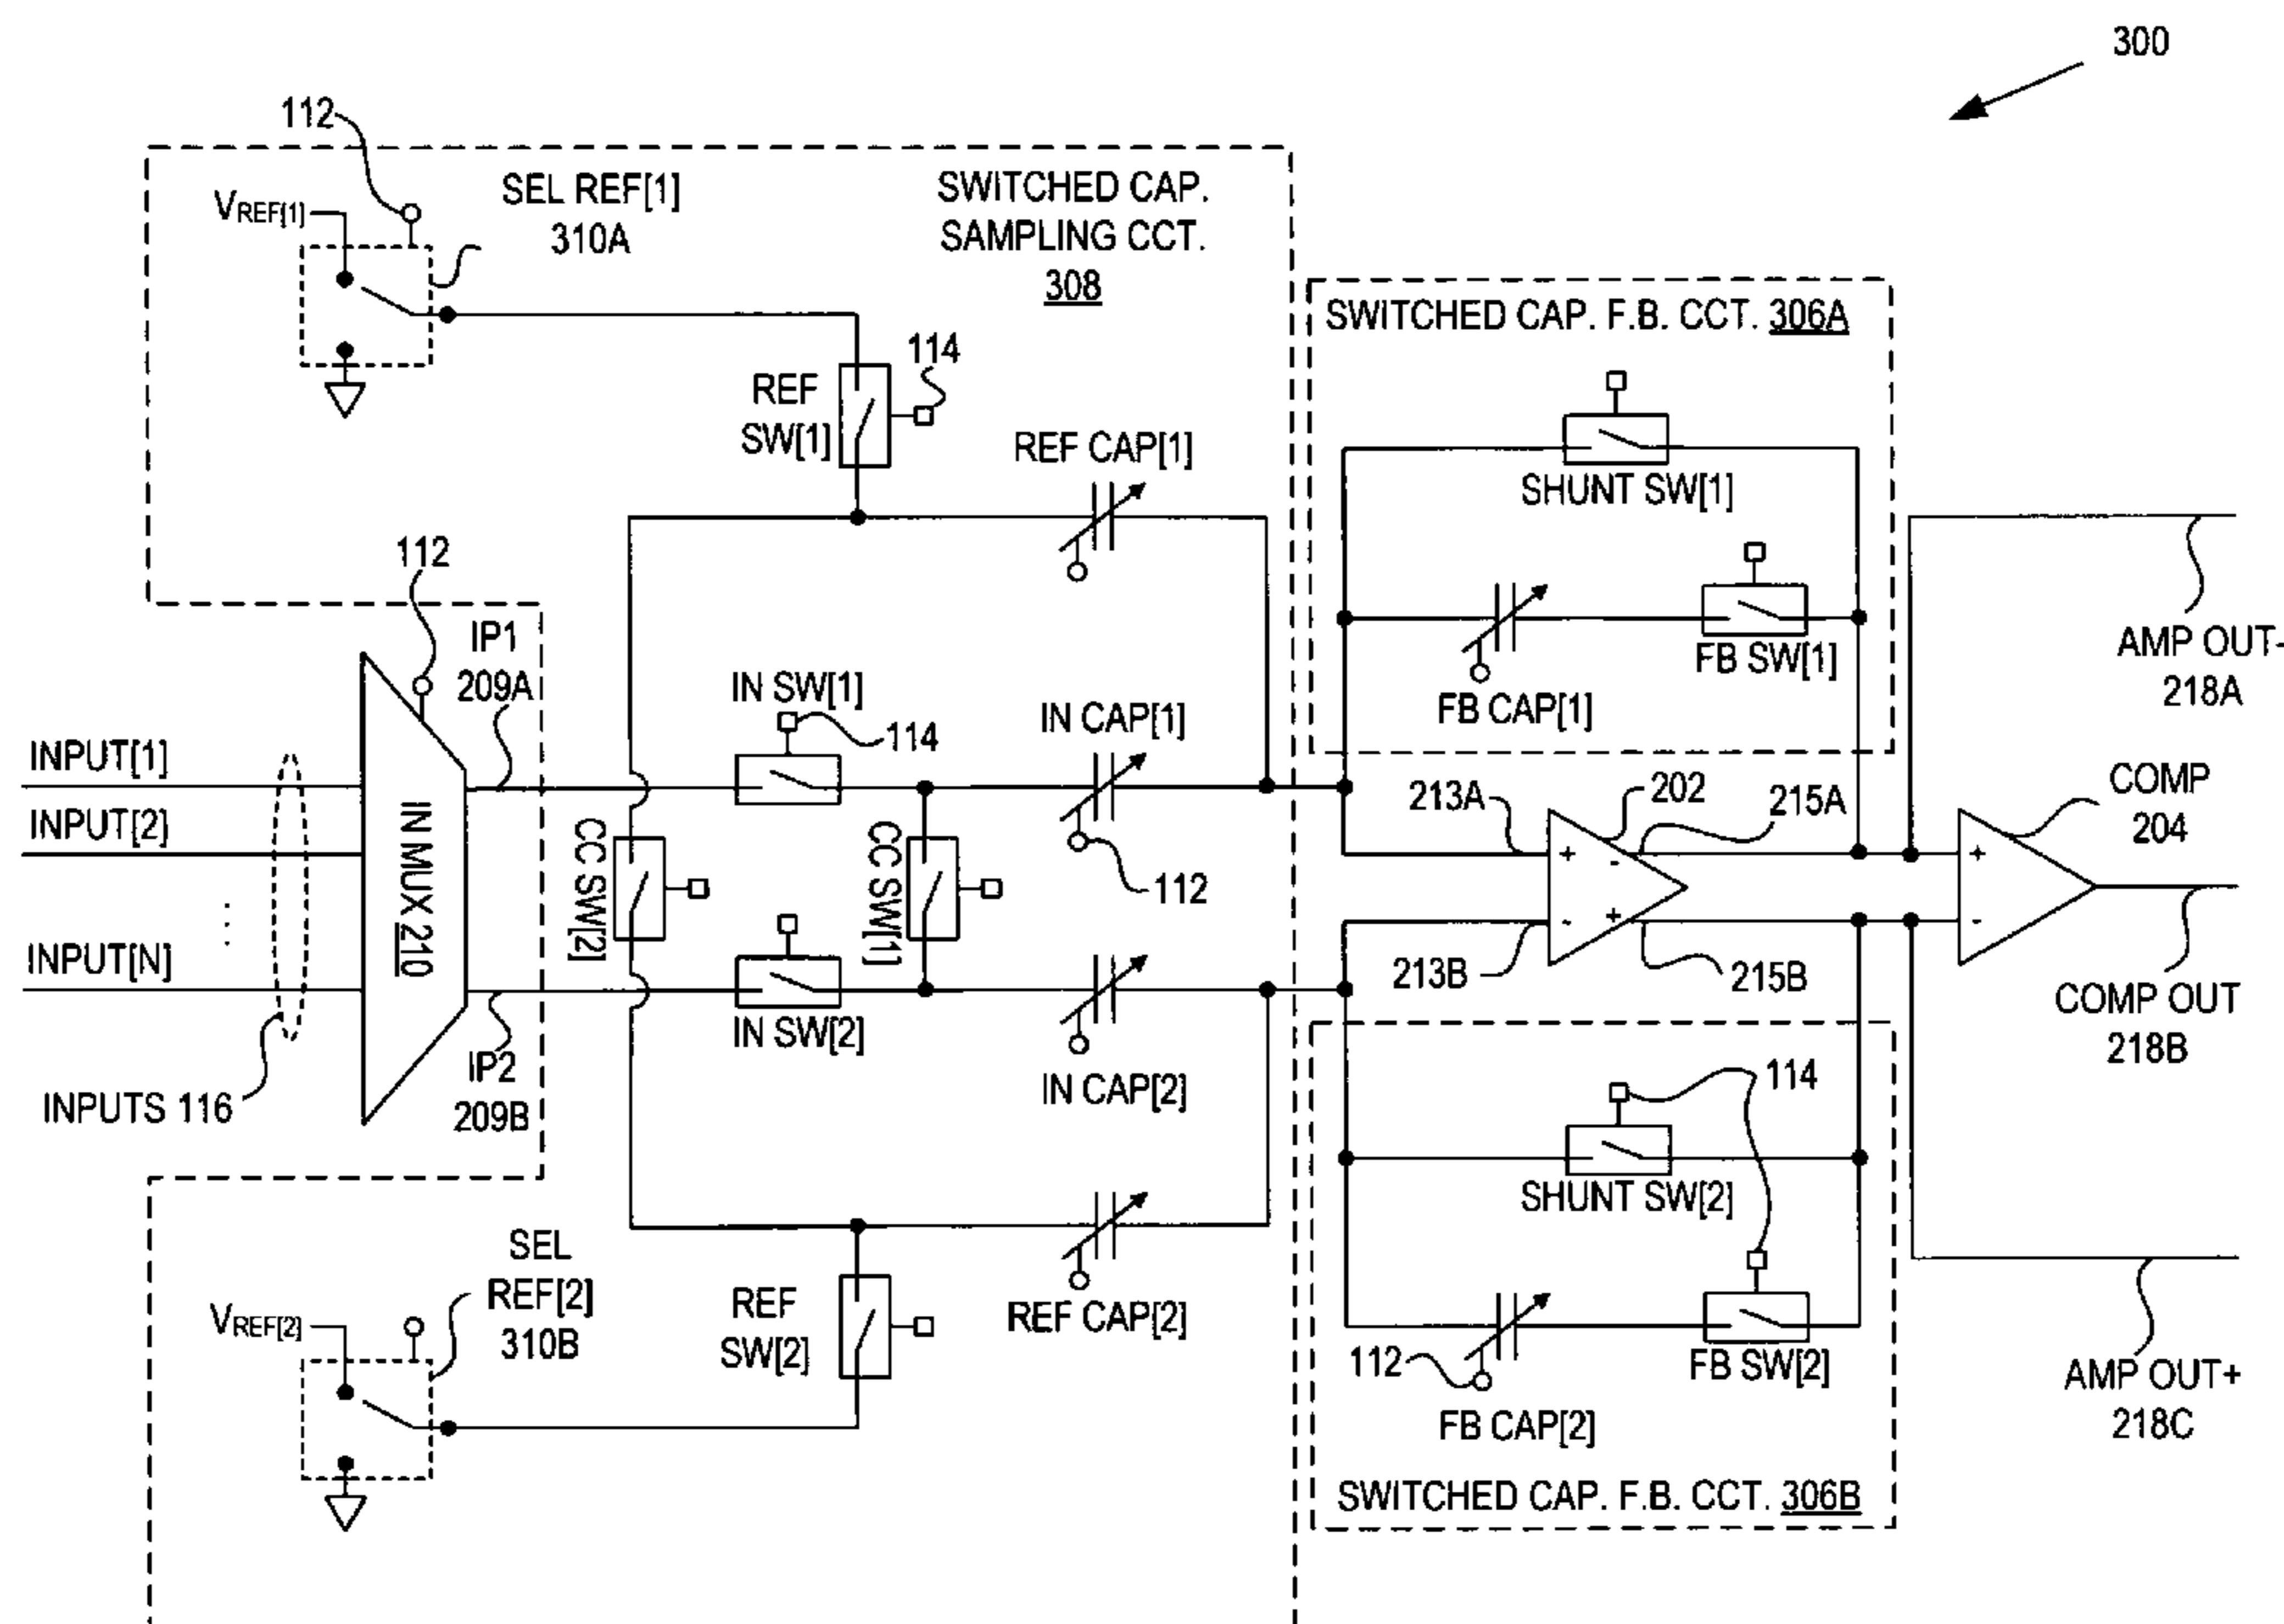 300
112
VREF[1]
SEL REF[1]
310A
SWITCHED CAP.
SAMPLING CCT.
308
SWITCHED CAP. F.B. CCT. 306A
114
REF
SW[1]
REF CAP[1]
SHUNT SW[1]
112
IP1
209A
FB SW[1]
FB CAP[1]
AMP OUT-
218A
IN SW[1]
114
IN CAP[1]
INPUT[1]
INPUT[2]
INPUT[N]
INPUTS 116
IN MUX 210
CC SW[2]
CC SW[1]
112
213A
202
215A
COMP
204
+
-
+
-
+
-
213B
215B
COMP OUT
218B
IP2
209B
IN SW[2]
IN CAP[2]
114
SHUNT SW[2]
SEL
REF[2]
310B
VREF[2]
REF
SW[2]
REF CAP[2]
112
FB SW[2]
FB CAP[2]
AMP OUT+
218C
SWITCHED CAP. F.B. CCT. 306B